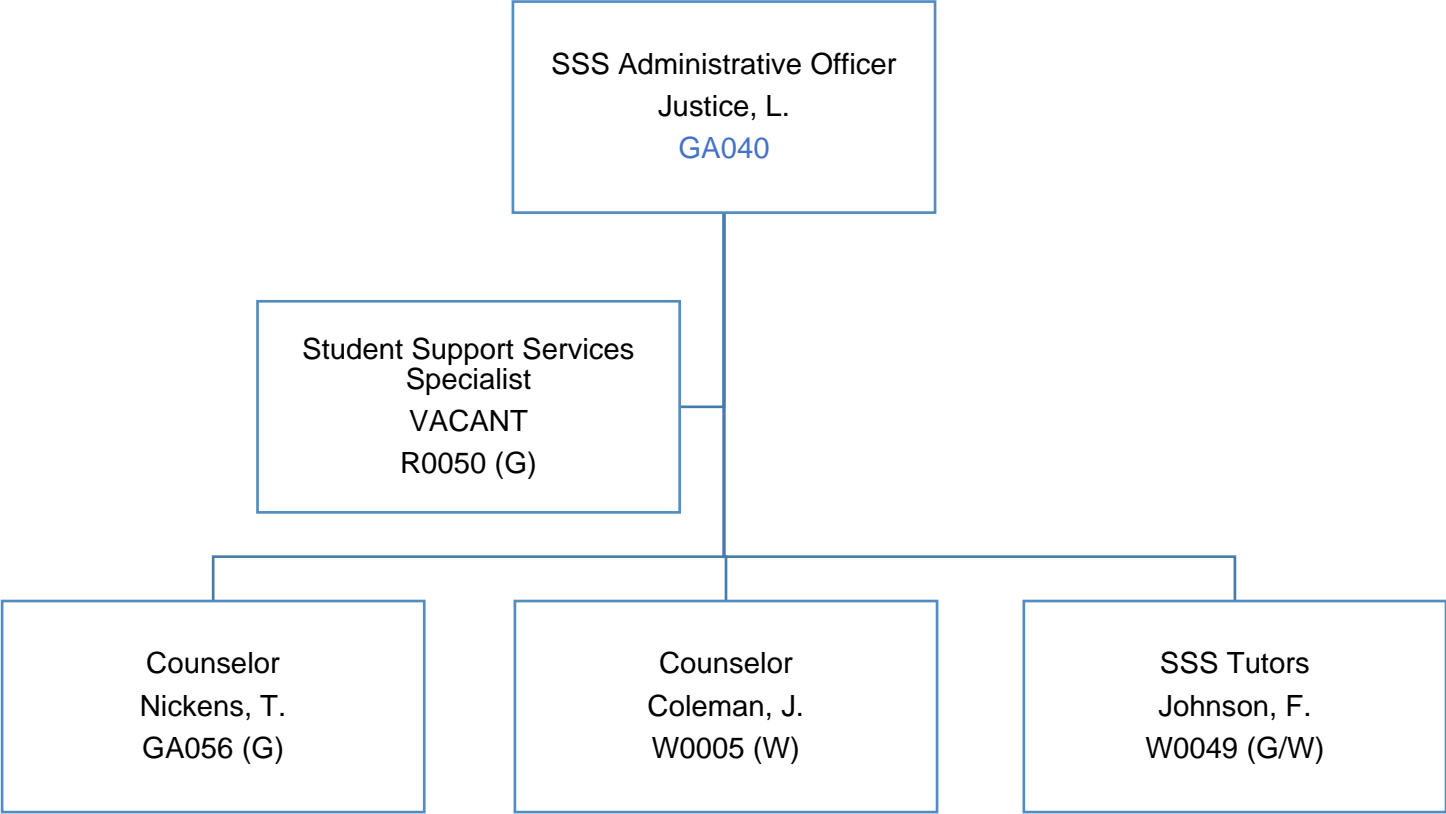 SSS Administrative Officer
Justice, L.
GA040
Student Support Services
Specialist
VACANT
R0050 (G)
Counselor
Nickens, T.
GA056 (G)
Counselor
Coleman, J.
W0005 (W)
SSS Tutors
Johnson, F.
W0049 (G/W)